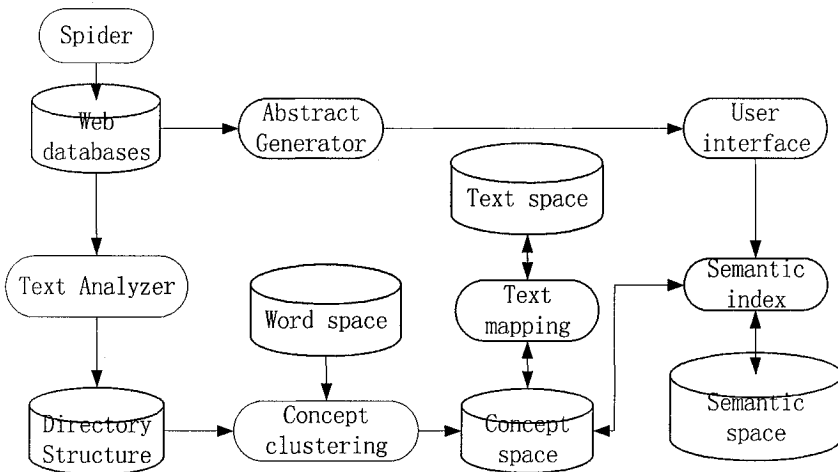 Spider
Web
databases
Abstract
Generator
User
interface
Text space
Text Analyzer
Word space
Text
mapping
Semantic
index
Directory
Structure
Concept
clustering
Concept
space
Semantic
space